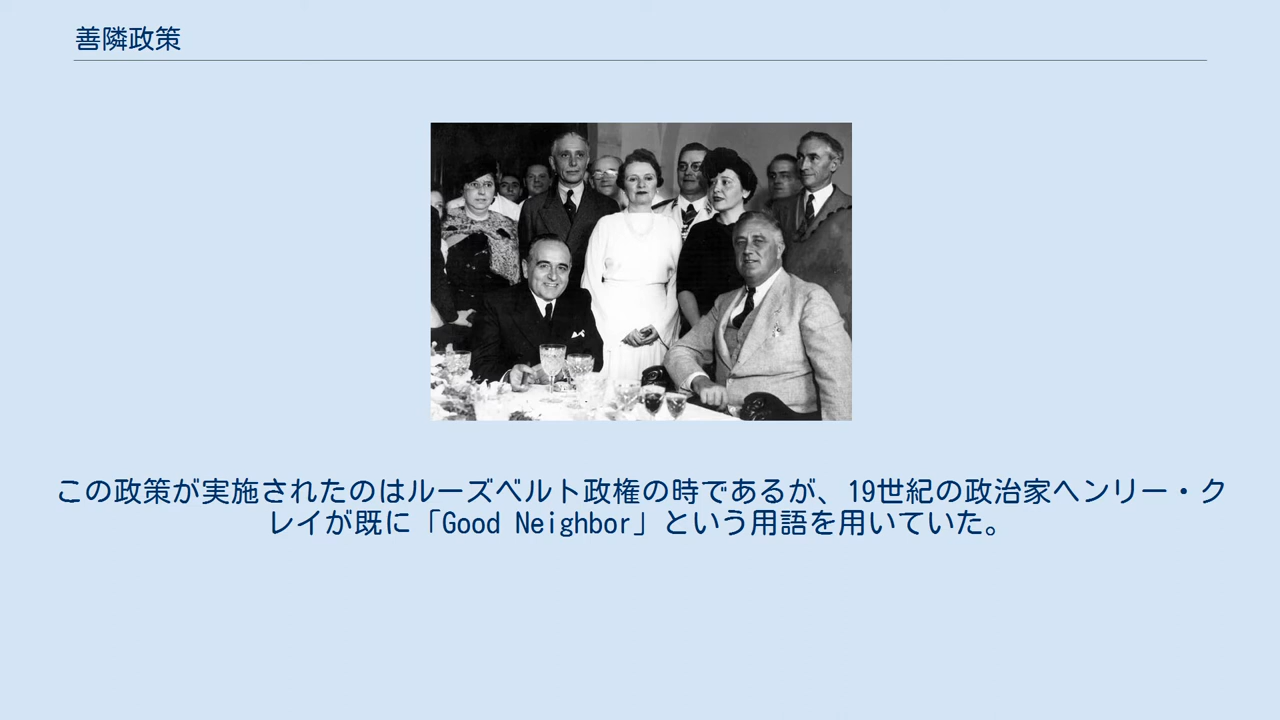 善隣政策
この政策が実施されたのはルーズベルト政権の時であるが、19世紀の政治家ヘンリー・ク
レイが既に「Good Neighbor」という用語を用いていた。